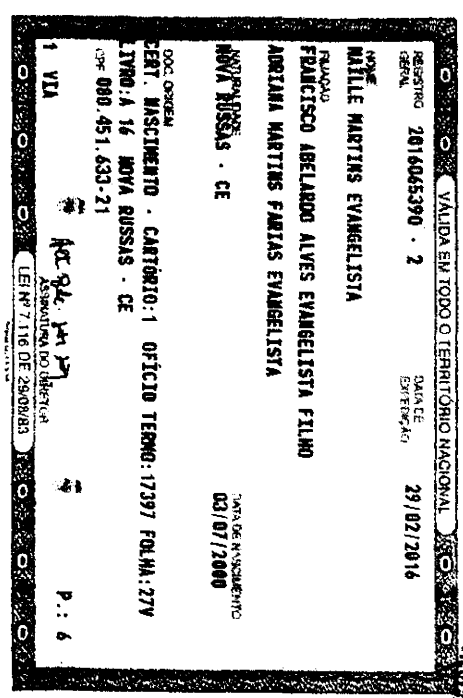 VÁLIDA EM TODO O TERRITÓRIO NACIONAL
REGISTRO GERAL 2016045390 - 2 DATA DE EXPEDIÇÃO 29/02/2016
NOME
NAÍLLE MARTINS EVANGELISTA
FILIAÇÃO
FRANCISCO ABELARDO ALVES EVANGELISTA FILHO
ADRIANA MARTINS FARIAS EVANGELISTA
NATURALIDADE DATA DE NASCIMENTO
NOVA RUSSAS - CE 03/07/2000
DOC. ORIGEM
CERT. NASCIMENTO - CARTÓRIO:1 OFÍCIO TERMO:17397 FOLHA:27V
LIVRO:A 16 NOVA RUSSAS - CE
CPF 080.451.633-21
1 VIA P.: 6
ASSINATURA DO DIRETOR
LEI Nº 7.116 DE 29/08/83